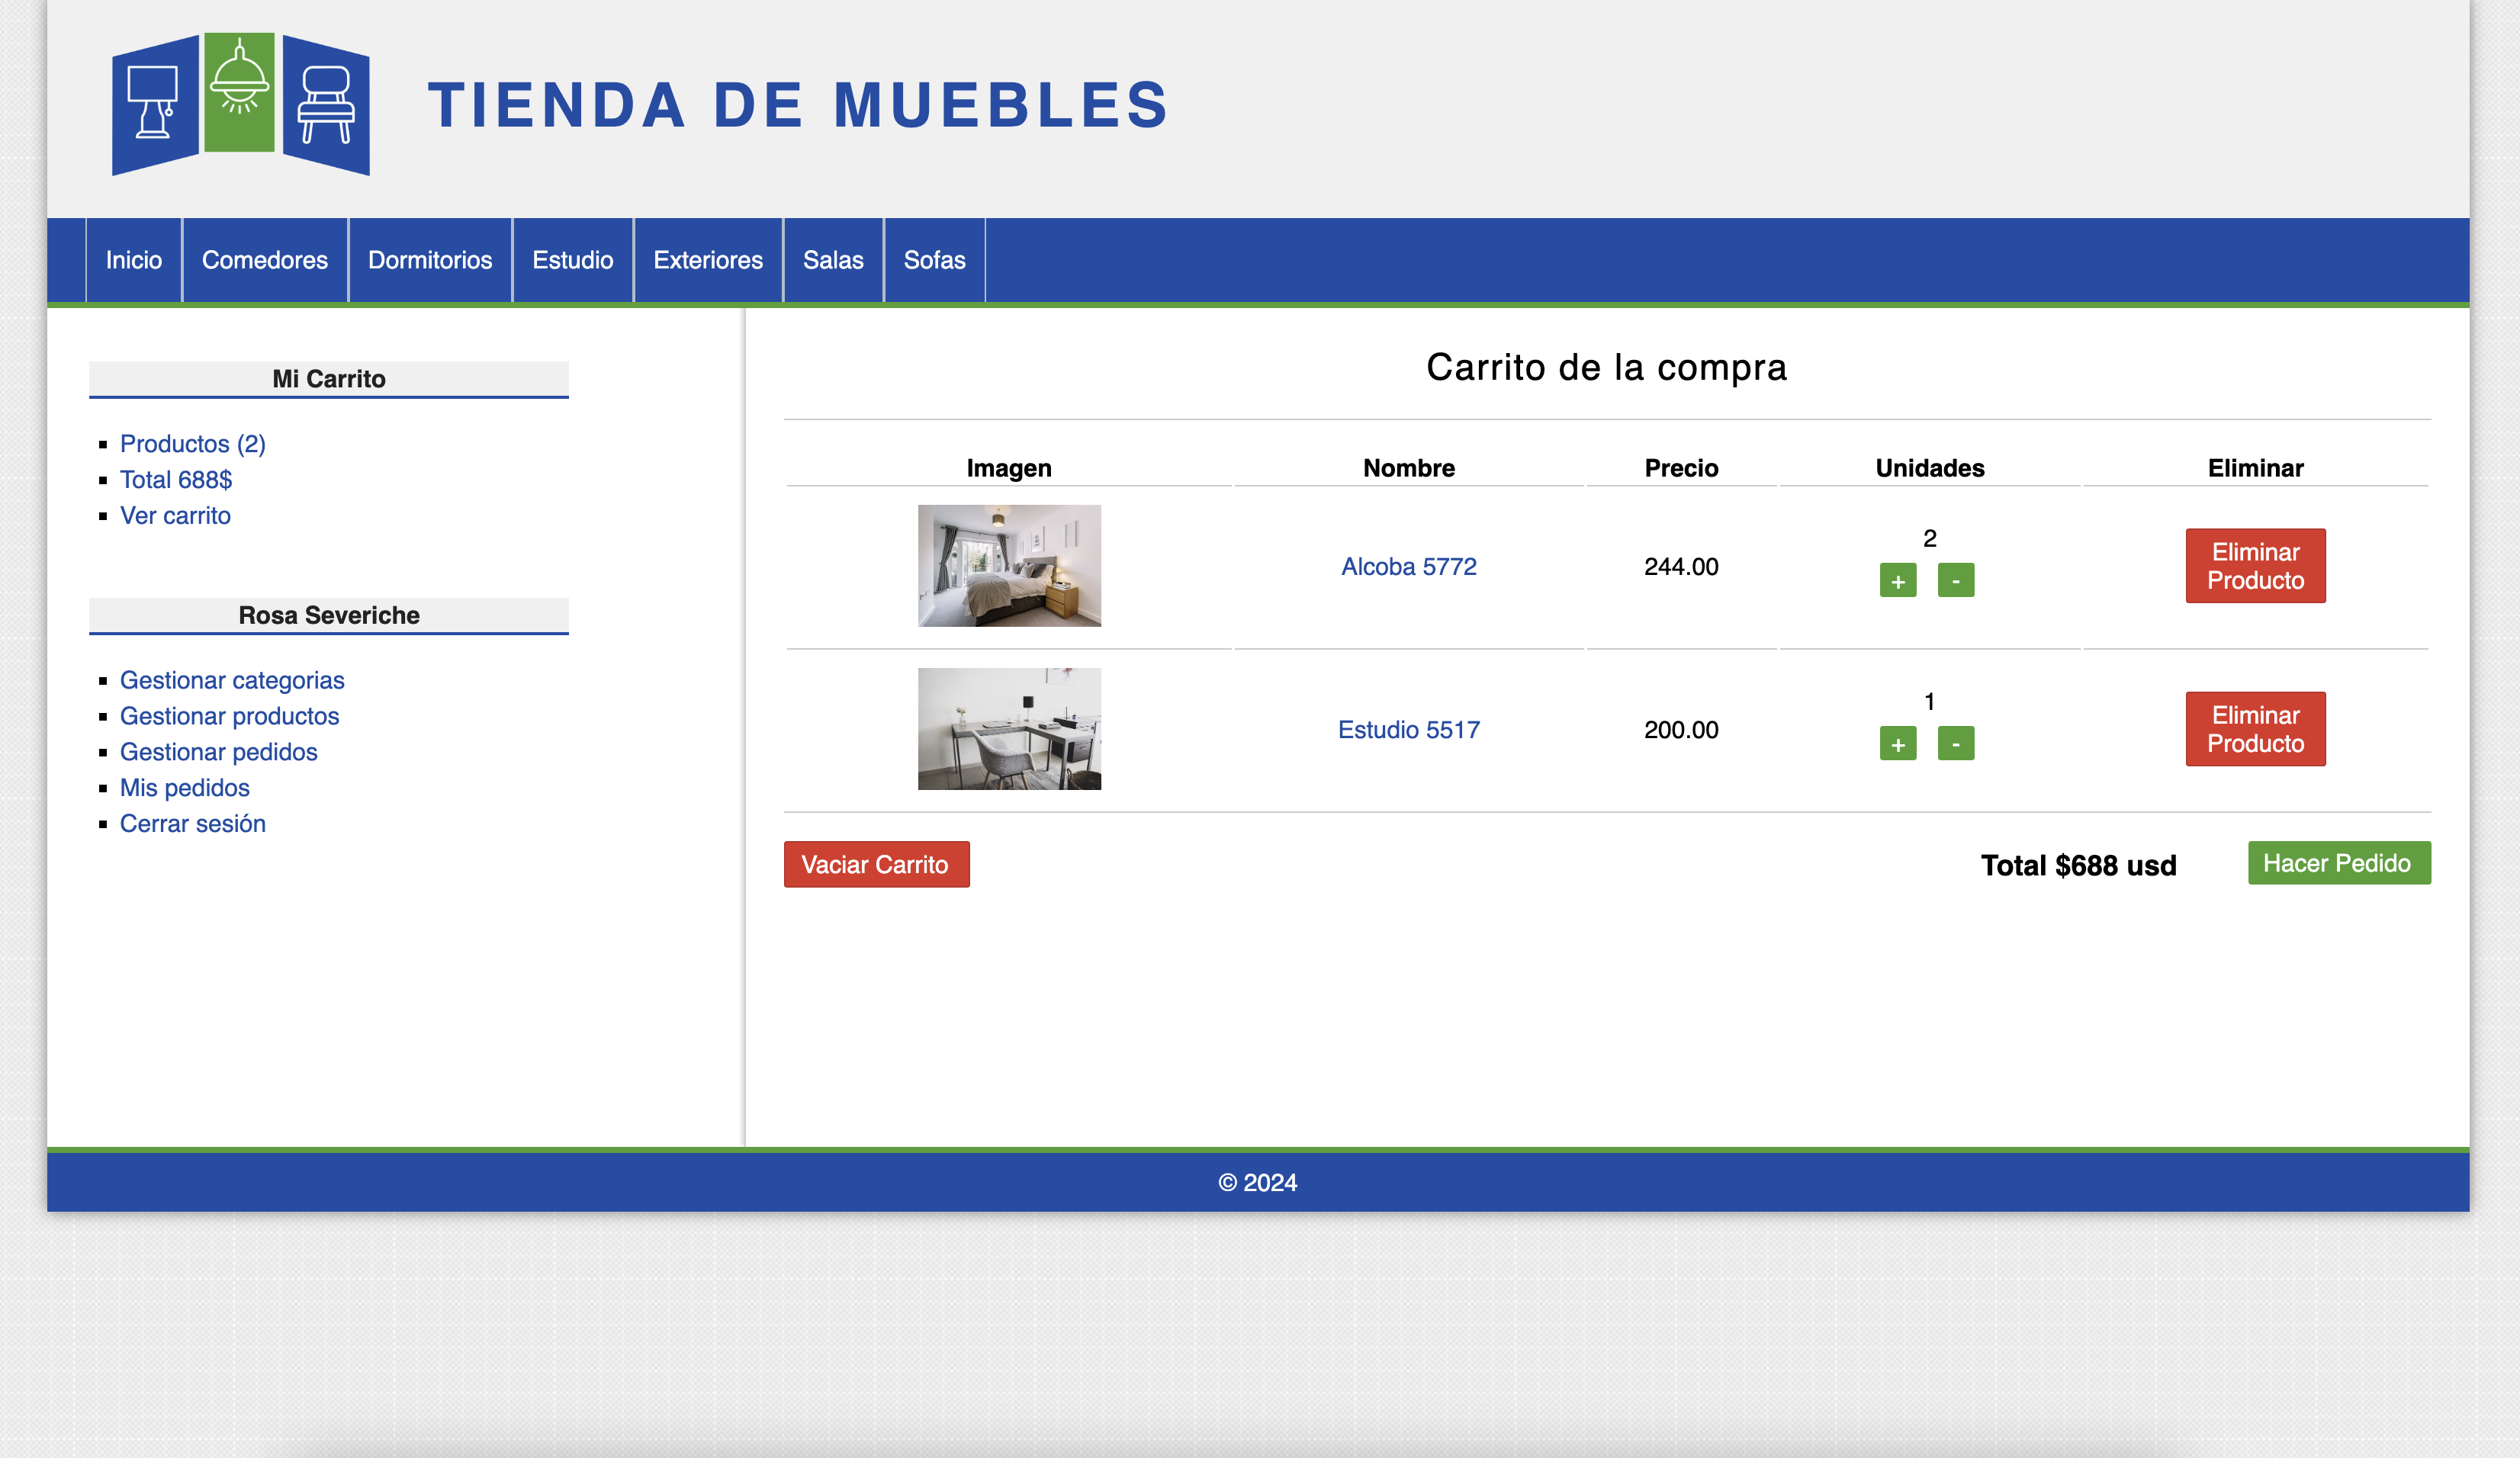 TIENDA DE MUEBLES
Inicio Comedores Dormitorios Estudio Exteriores Salas Sofas
Mi Carrito
Productos (2)
Total 688$
Ver carrito
Rosa Severiche
Gestionar categorias
Gestionar productos
Gestionar pedidos
Mis pedidos
Cerrar sesión
Carrito de la compra
Imagen Nombre Precio Unidades Eliminar
Alcoba 5772 244.00 2
+ -
Eliminar
Producto
Estudio 5517 200.00 1
+ -
Eliminar
Producto
Vaciar Carrito Total $688 usd Hacer Pedido
© 2024